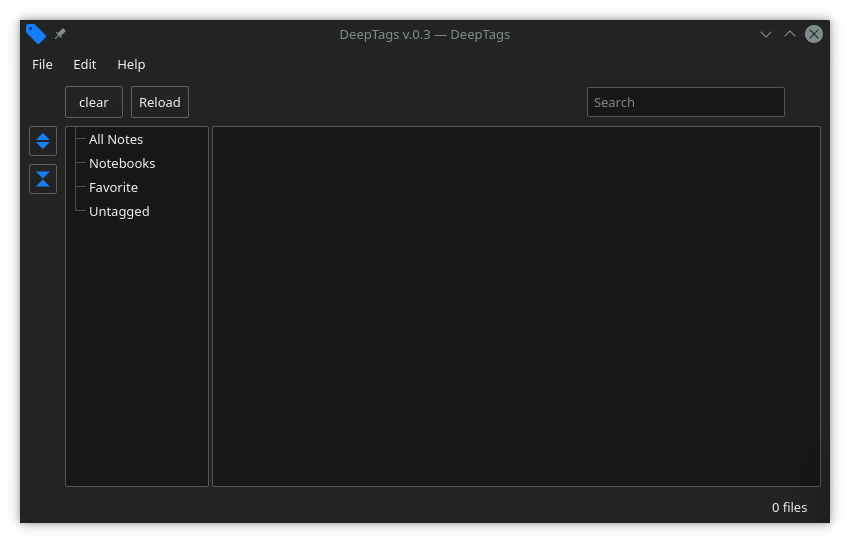 DeepTags v.0.3 — DeepTags
File Edit Help
clear Reload Search
All Notes
Notebooks
Favorite
Untagged
0 files